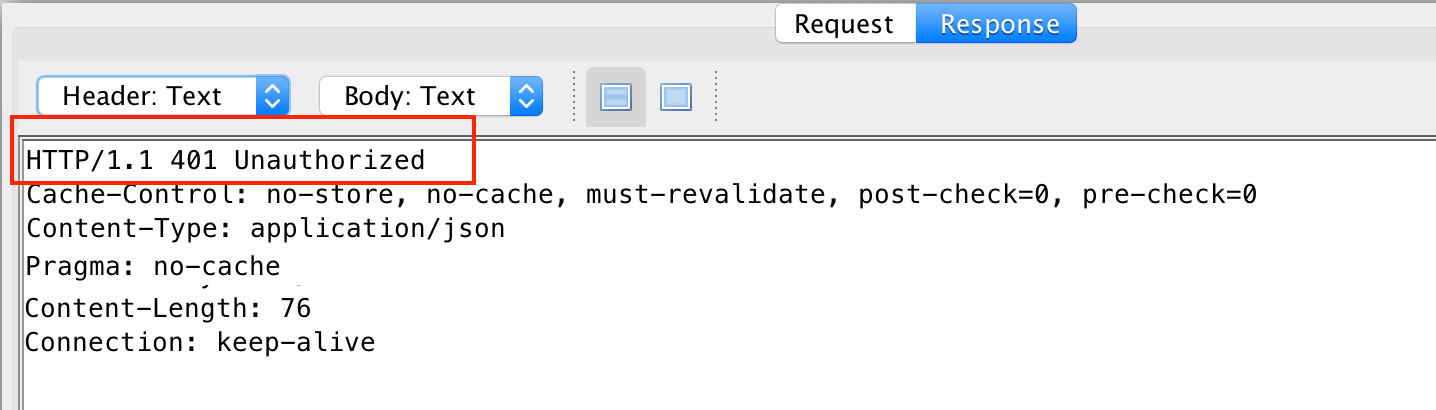 Request Response
Header: Text Body: Text
HTTP/1.1 401 Unauthorized
Cache-Control: no-store, no-cache, must-revalidate, post-check=0, pre-check=0
Content-Type: application/json
Pragma: no-cache
Content-Length: 76
Connection: keep-alive